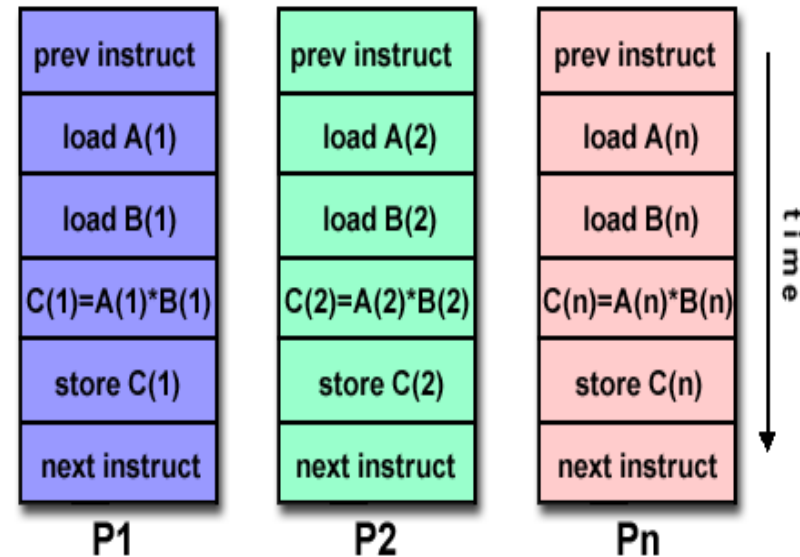 prev instruct
load A(1)
load B(1)
C(1)=A(1)*B(1)
store C(1)
next instruct
P1
prev instruct
load A(2)
load B(2)
C(2)=A(2)*B(2)
store C(2)
next instruct
P2
prev instruct
load A(n)
load B(n)
C(n)=A(n)*B(n)
store C(n)
next instruct
Pn
time